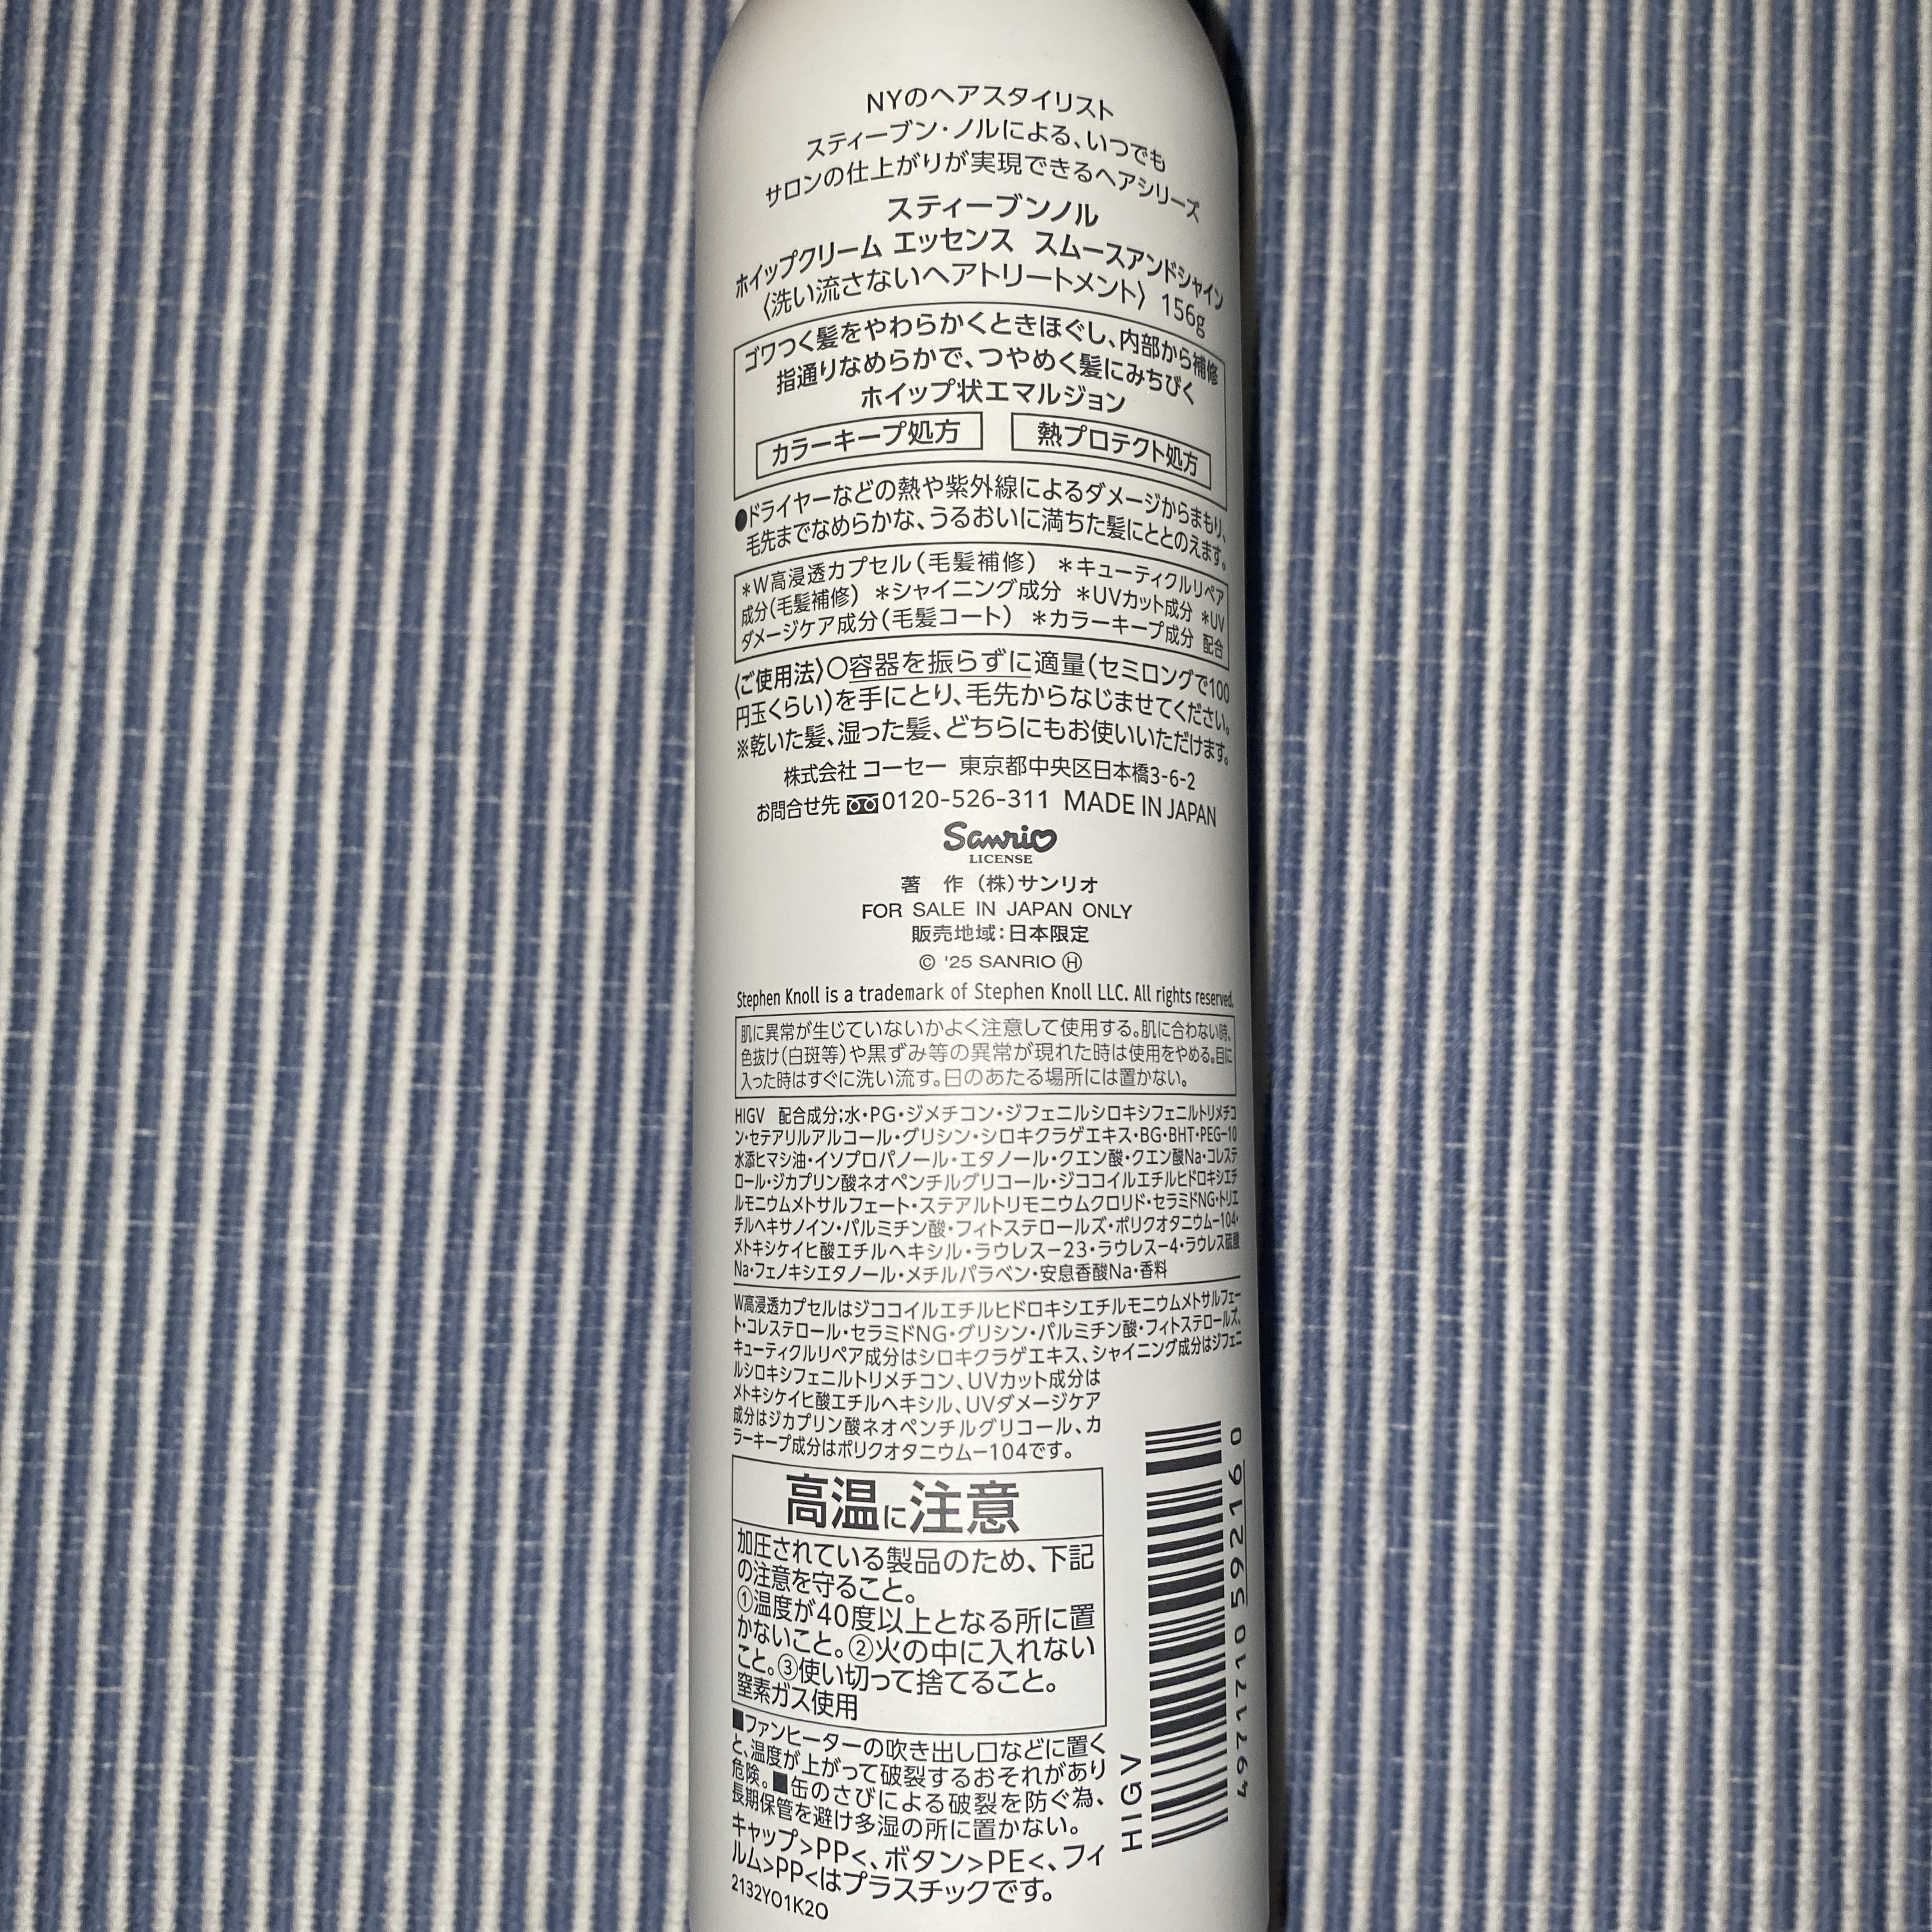 NYのヘアスタイリスト
スティーブン・ノルによる、いつでも
サロンの仕上がりが実現できるヘアシリーズ
スティーブンノル
ホイップクリーム エッセンス スムースアンドシャイン
〈洗い流さないヘアトリートメント〉 156g
ゴワつく髪をやわらかくときほぐし、内部から補修
指通りなめらかで、つやめく髪にみちびく
ホイップ状エマルジョン
カラーキープ処方 熱プロテクト処方
●ドライヤーなどの熱や紫外線によるダメージからまもり、
毛先までなめらかな、うるおいに満ちた髪にととのえます。
*W高浸透カプセル(毛髪補修) *キューティクルリペア
成分(毛髪補修) *シャイニング成分 *UVカット成分 *UV
ダメージケア成分(毛髪コート) *カラーキープ成分 配合
〈ご使用法〉○容器を振らずに適量(セミロングで100
円玉くらい)を手にとり、毛先からなじませてください。
※乾いた髪、湿った髪、どちらにもお使いいただけます。
株式会社 コーセー 東京都中央区日本橋3-6-2
お問合せ先 0120-526-311 MADE IN JAPAN
Sanrio
LICENSE
著 作 (株)サンリオ
FOR SALE IN JAPAN ONLY
販売地域:日本限定
© '25 SANRIO Ⓗ
Stephen Knoll is a trademark of Stephen Knoll LLC. All rights reserved.
肌に異常が生じていないかよく注意して使用する。肌に合わない時、
色抜け(白斑等)や黒ずみ等の異常が現れた時は使用をやめる。目に
入った時はすぐに洗い流す。日のあたる場所には置かない。
HIGV 配合成分;水・PG・ジメチコン・ジフェニルシロキシフェニルトリメチコ
ン・セテアリルアルコール・グリシン・シロキクラゲエキス・BG・BHT・PEG-10
水添ヒマシ油・イソプロパノール・エタノール・クエン酸・クエン酸Na・コレステ
ロール・ジカプリン酸ネオペンチルグリコール・ジココイルエチルヒドロキシエチ
ルモニウムメトサルフェート・ステアルトリモニウムクロリド・セラミドNG・トリエ
チルヘキサノイン・パルミチン酸・フィトステロールズ・ポリクオタニウム-104・
メトキシケイヒ酸エチルヘキシル・ラウレス-23・ラウレス-4・ラウレス硫酸
Na・フェノキシエタノール・メチルパラベン・安息香酸Na・香料
W高浸透カプセルはジココイルエチルヒドロキシエチルモニウムメトサルフェー
ト・コレステロール・セラミドNG・グリシン・パルミチン酸・フィトステロールズ、
キューティクルリペア成分はシロキクラゲエキス、シャイニング成分はジフェニ
ルシロキシフェニルトリメチコン、UVカット成分は
メトキシケイヒ酸エチルヘキシル、UVダメージケア
成分はジカプリン酸ネオペンチルグリコール、カ
ラーキープ成分はポリクオタニウム-104です。
高温に注意
加圧されている製品のため、下記
の注意を守ること。
①温度が40度以上となる所に置
かないこと。②火の中に入れない
こと。③使い切って捨てること。
窒素ガス使用
■ファンヒーターの吹き出し口などに置く
と、温度が上がって破裂するおそれがあり
危険。■缶のさびによる破裂を防ぐ為、
長期保管を避け多湿の所に置かない。
キャップ>PP<、ボタン>PE<、フィ
ルム>PP<はプラスチックです。
2132YO1K2O
HIGV
4 971710 592160